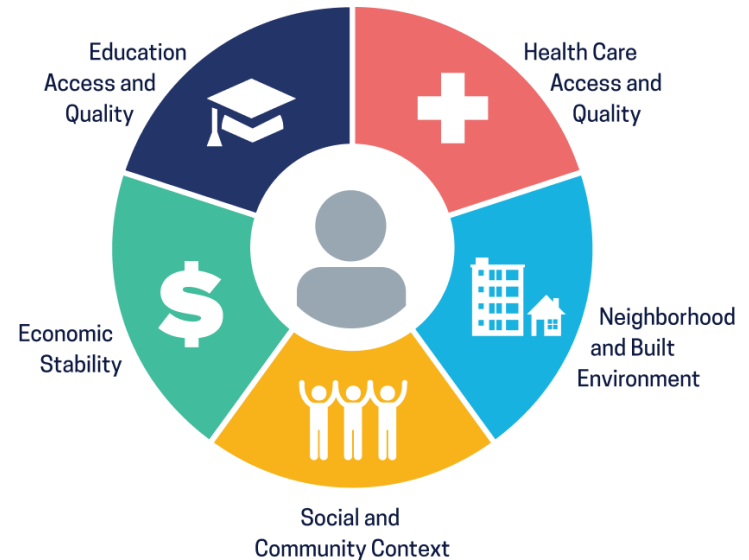 Education
Access and
Quality
Health Care
Access and
Quality
Economic
Stability
$
Neighborhood
and Built
Environment
Social and
Community Context